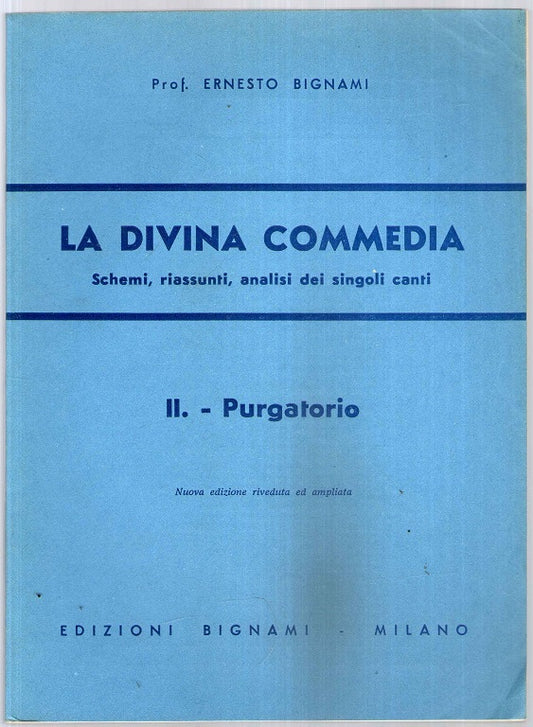 Prof. ERNESTO BIGNAMI
LA DIVINA COMMEDIA
Schemi, riassunti, analisi dei singoli canti
II. - Purgatorio
Nuova edizione riveduta ed ampliata
EDIZIONI BIGNAMI - MILANO